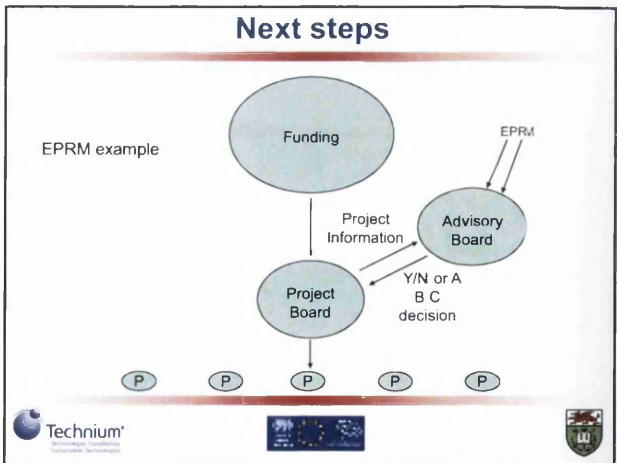 Next steps
EPRM example
Funding
EPRM
Project
Information
Advisory
Board
Y/N or A
B C
decision
Project
Board
P
P
P
P
P
Technium®